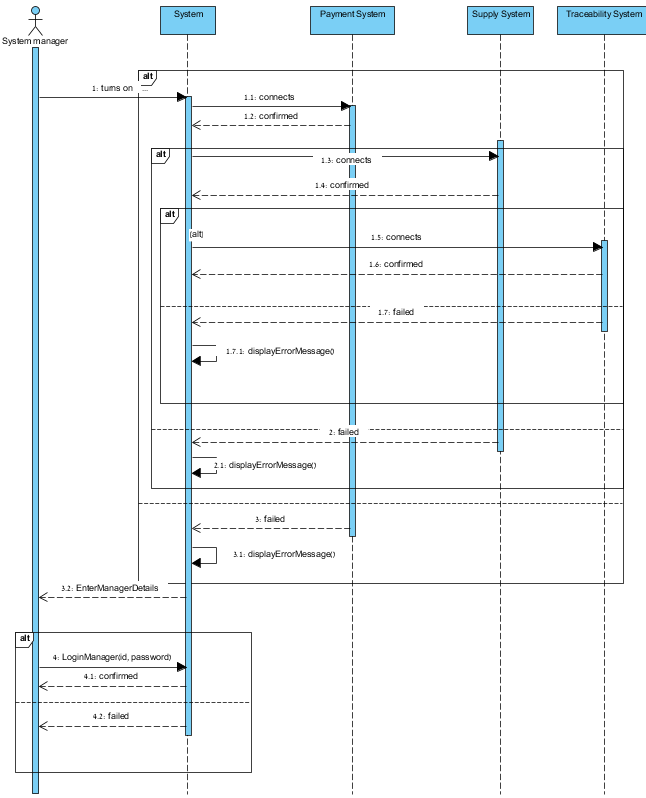 System
Payment System
Supply System
Traceability System
System manager
alt
1: turns on
...
1.1: connects
1.2: confirmed
alt
1.3: connects
1.4: confirmed
alt
[alt]
1.5: connects
1.6: confirmed
1.7: failed
1.7.1: displayErrorMessage()
2: failed
2.1: displayErrorMessage()
3: failed
3.1: displayErrorMessage()
3.2: EnterManagerDetails
alt
4: LoginManager(id, password)
4.1: confirmed
4.2: failed